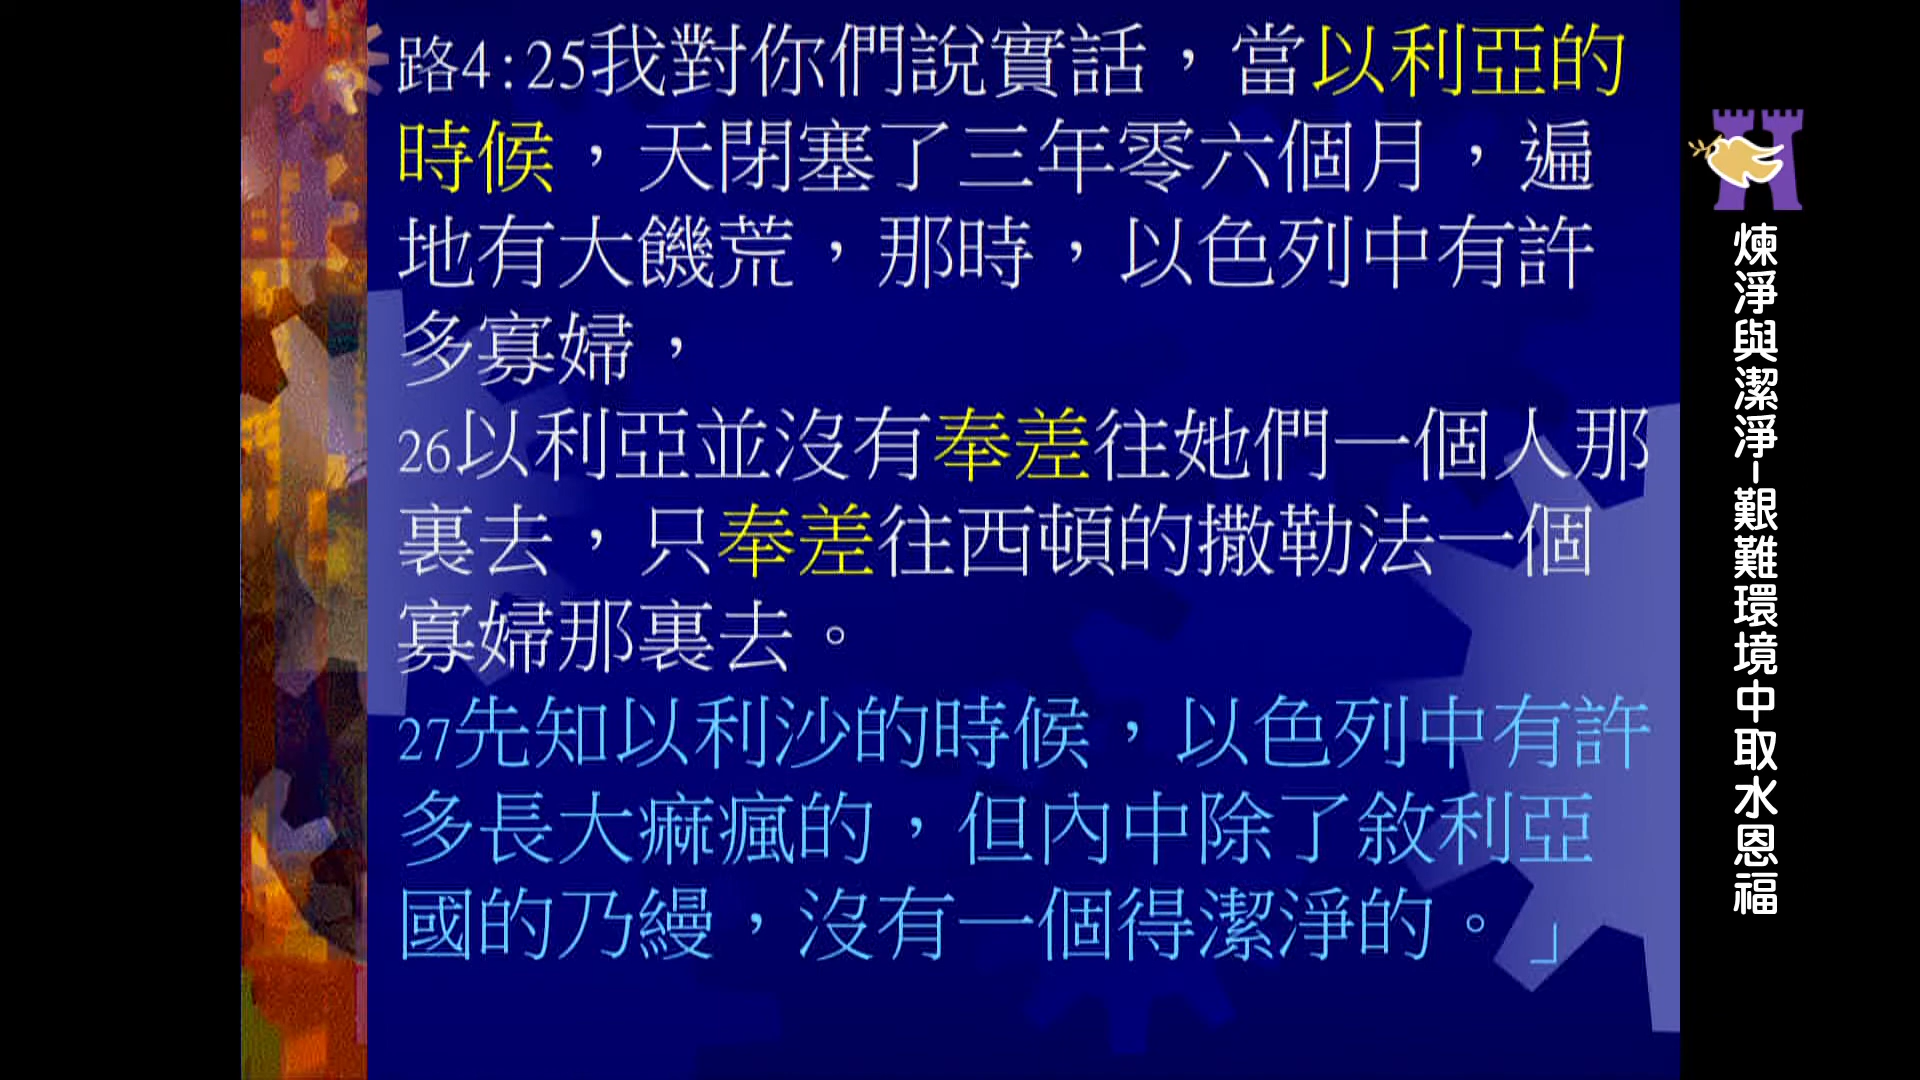 路4:25我對你們說實話，當以利亞的
時候，天閉塞了三年零六個月，遍
地有大饑荒，那時，以色列中有許
多寡婦，
26以利亞並沒有奉差往她們一個人那
裏去，只奉差往西頓的撒勒法一個
寡婦那裏去。
27先知以利沙的時候，以色列中有許
多長大痲瘋的，但內中除了敘利亞
國的乃縵，沒有一個得潔淨的。」
煉淨與潔淨-艱難環境中取水恩福